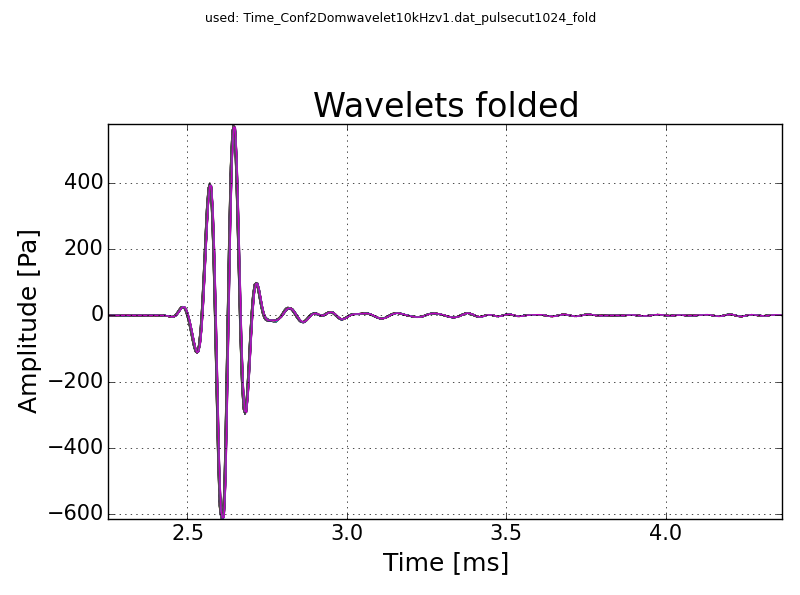 used: Time_Conf2Domwavelet10kHzv1.dat_pulsecut1024_fold
Wavelets folded
Amplitude [Pa]
400
200
0
−200
−400
−600
2.5 3.0 3.5 4.0
Time [ms]